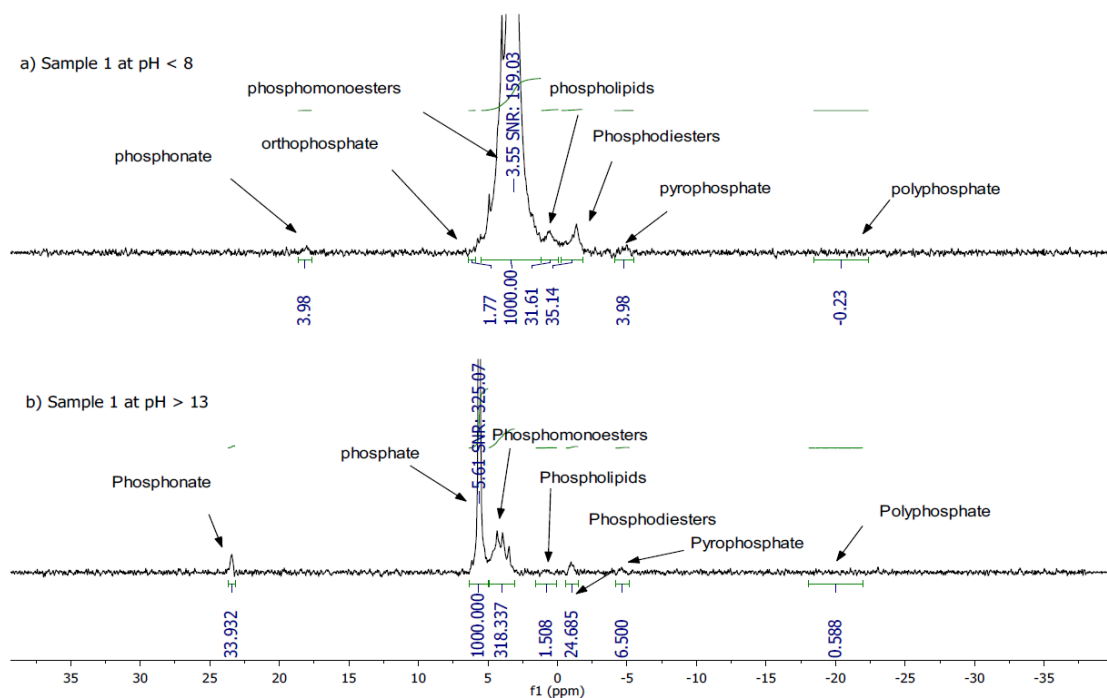 a) Sample 1 at pH < 8
phosphomonoesters
phospholipids
orthophosphate
Phosphodiesters
phosphonate
pyrophosphate
polyphosphate
3.55 SNR: 159.03
3.98
1.77
1000.00
31.61
35.14
3.98
-0.23
b) Sample 1 at pH > 13
Phosphomonoesters
phosphate
Phospholipids
Phosphonate
Polyphosphate
Phosphodiesters
Pyrophosphate
5.61 SNR: 325.07
33.932
1000.000
318.337
1.508
24.685
6.500
0.588
35 30 25 20 15 10 5 0 -5 -10 -15 -20 -25 -30 -35
f1 (ppm)